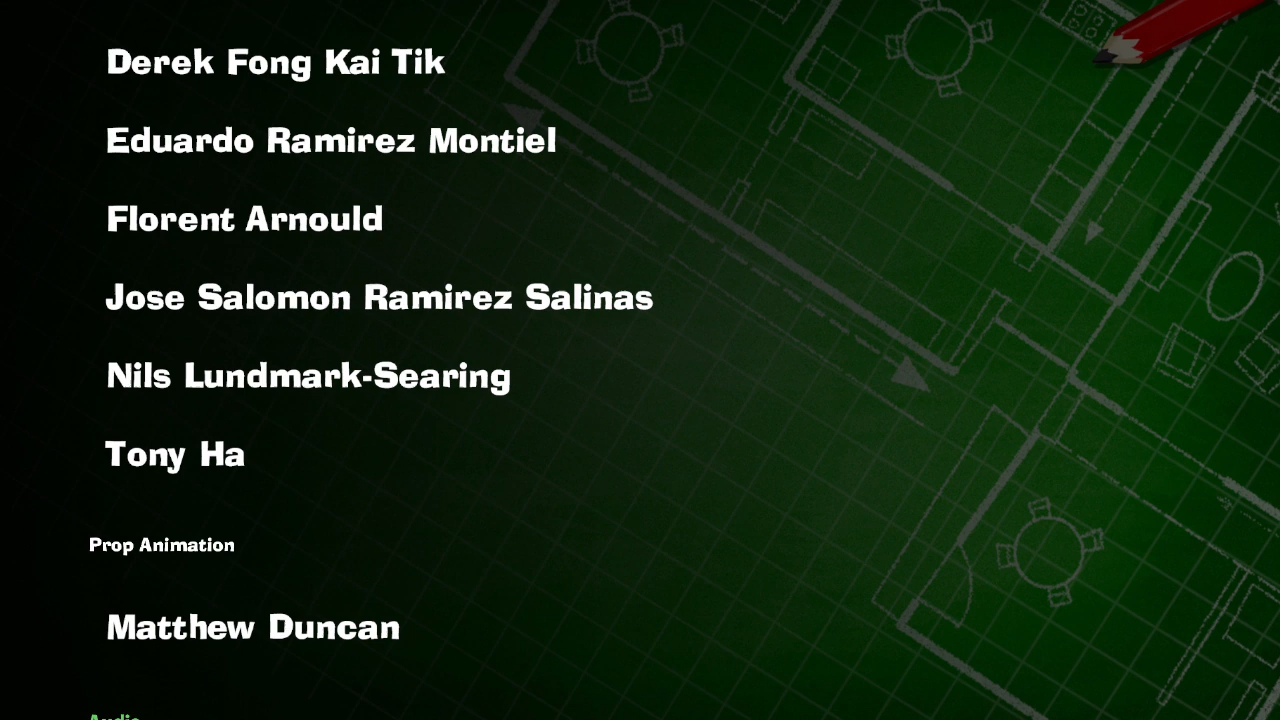 Derek Fong Kai Tik
Eduardo Ramirez Montiel
Florent Arnould
Jose Salomon Ramirez Salinas
Nils Lundmark-Searing
Tony Ha
Prop Animation
Matthew Duncan
Audio